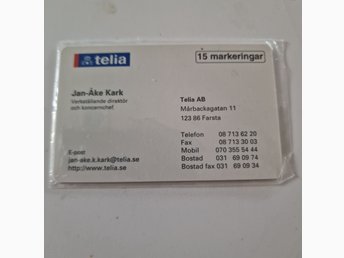 telia
15 markeringar
Jan-Åke Kark
Verkställande direktör
och koncernchef
Telia AB
Mårbackagatan 11
123 86 Farsta
Telefon 08 713 62 20
Fax 08 713 30 03
Mobil 070 355 54 44
Bostad 031 69 09 74
Bostad fax 031 69 09 34
E-post
jan-ake.k.kark@telia.se
http://www.telia.se